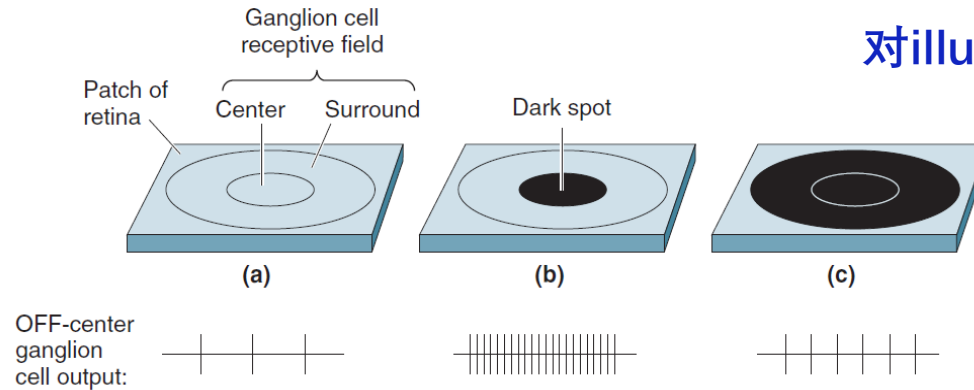 Ganglion cell
receptive field
对illu
Patch of
retina
Center
Surround
Dark spot
(a)
(b)
(c)
OFF-center
ganglion
cell output: